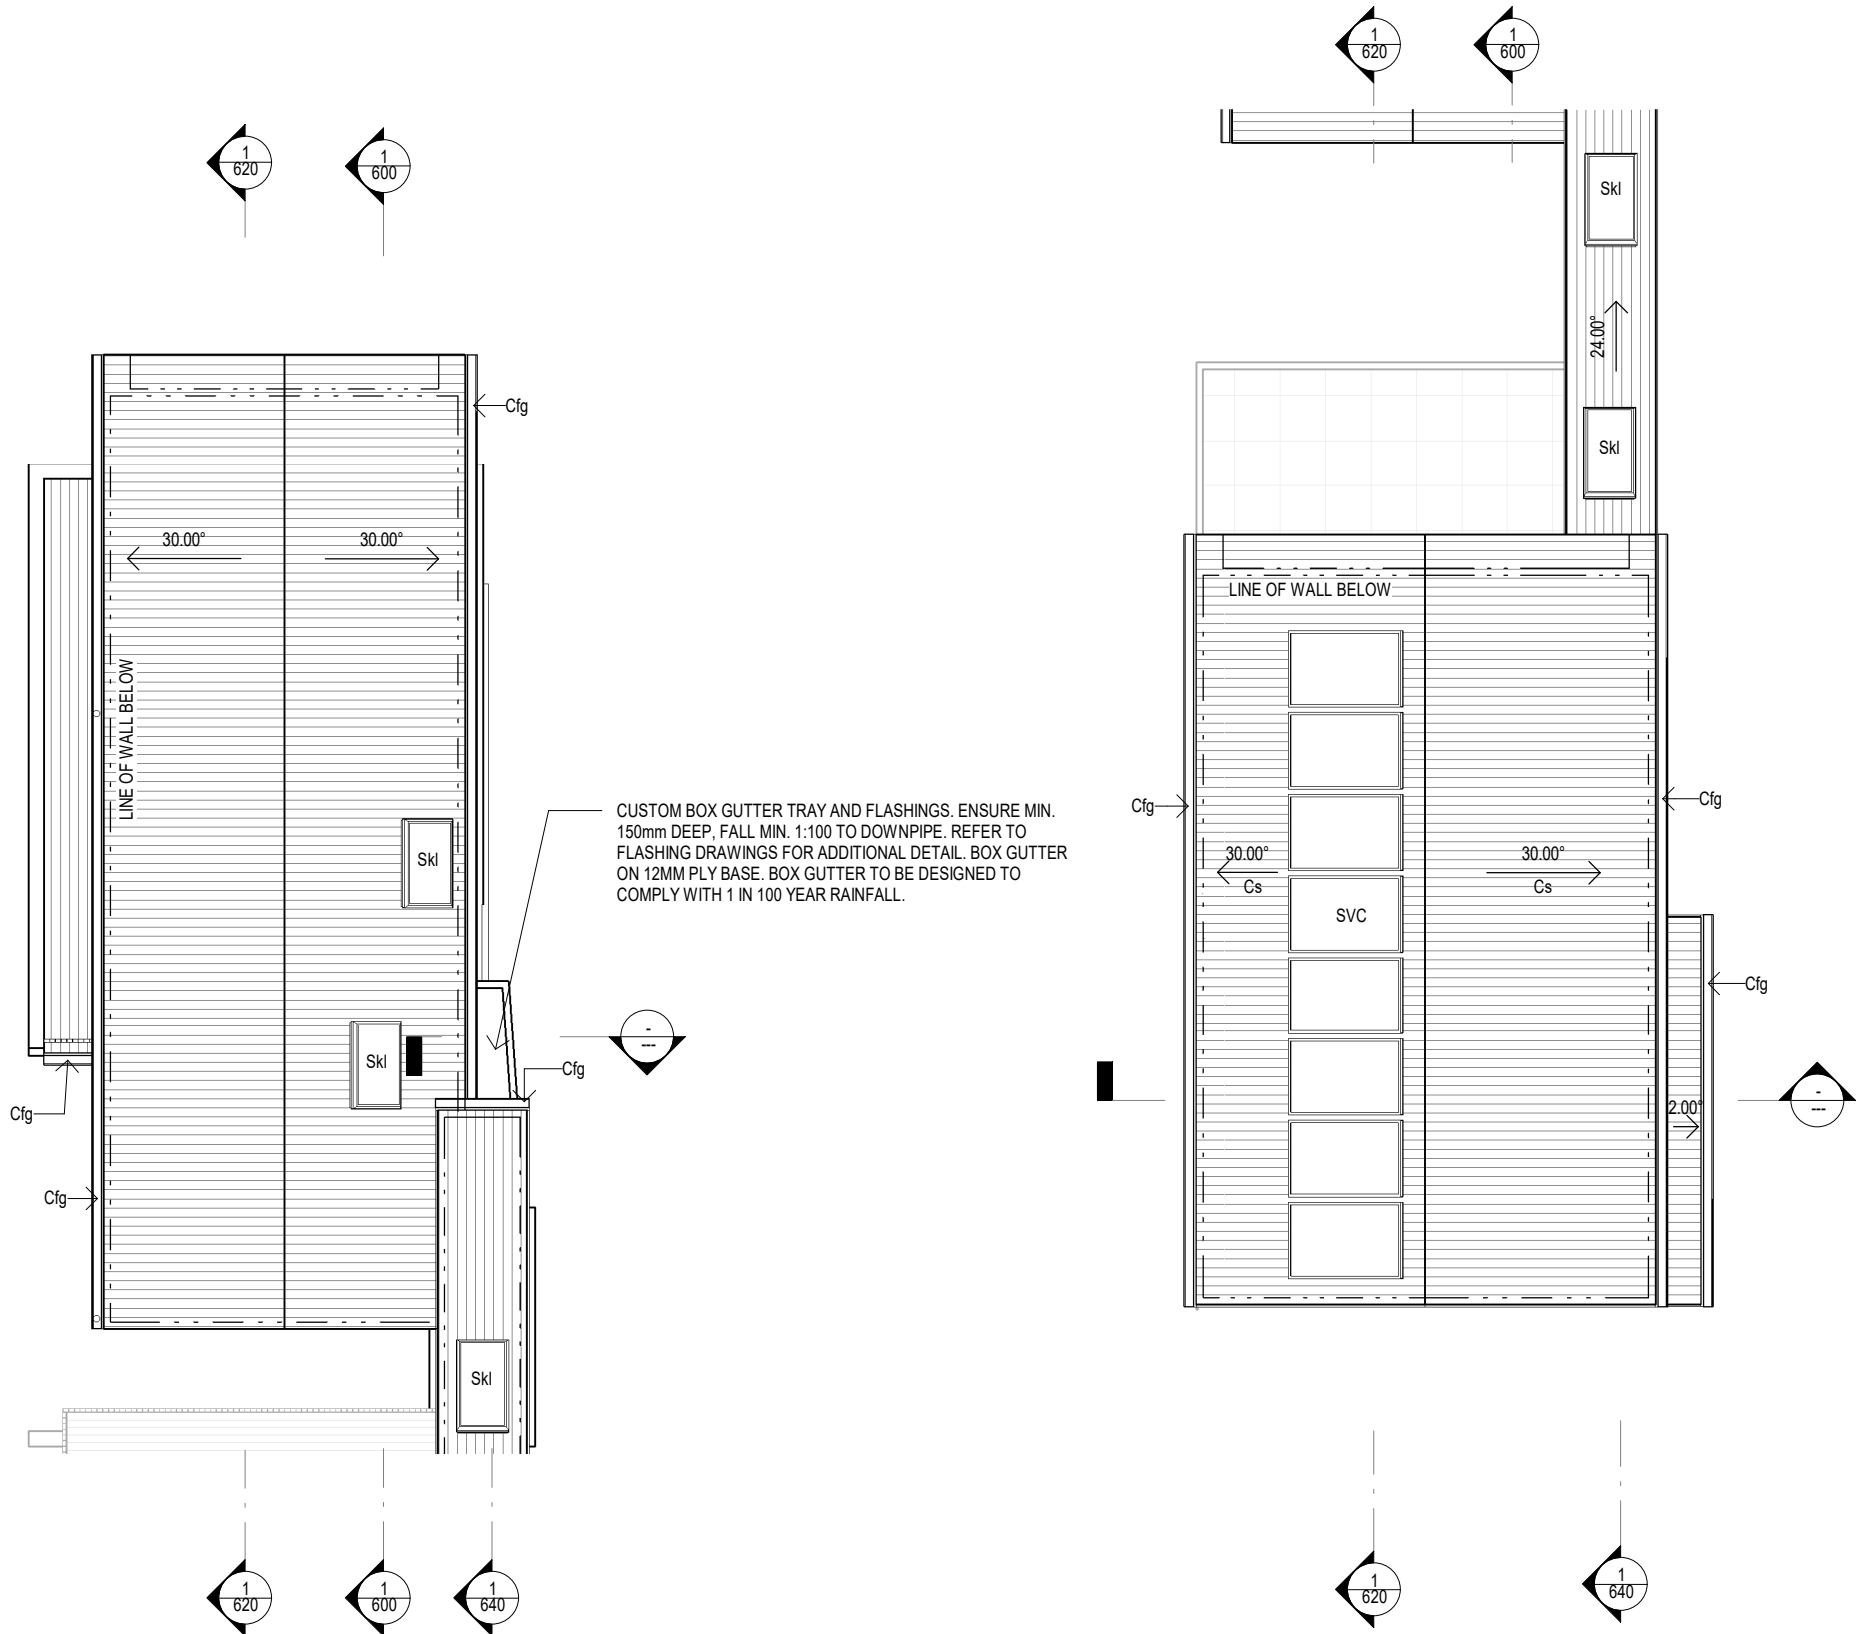 1
620
1
600
1
620
1
600
Skl
24.00°
Skl
Cfg
30.00°
30.00°
LINE OF WALL BELOW
LINE OF WALL BELOW
CUSTOM BOX GUTTER TRAY AND FLASHINGS. ENSURE MIN.
150mm DEEP, FALL MIN. 1:100 TO DOWNPIPE. REFER TO
FLASHING DRAWINGS FOR ADDITIONAL DETAIL. BOX GUTTER
ON 12MM PLY BASE. BOX GUTTER TO BE DESIGNED TO
COMPLY WITH 1 IN 100 YEAR RAINFALL.
Skl
Skl
Cfg
-
---
Cfg
Cfg
Skl
Cfg
Cfg
30.00°
Cs
30.00°
Cs
SVC
Cfg
2.00°
-
---
1
620
1
600
1
640
1
620
1
640